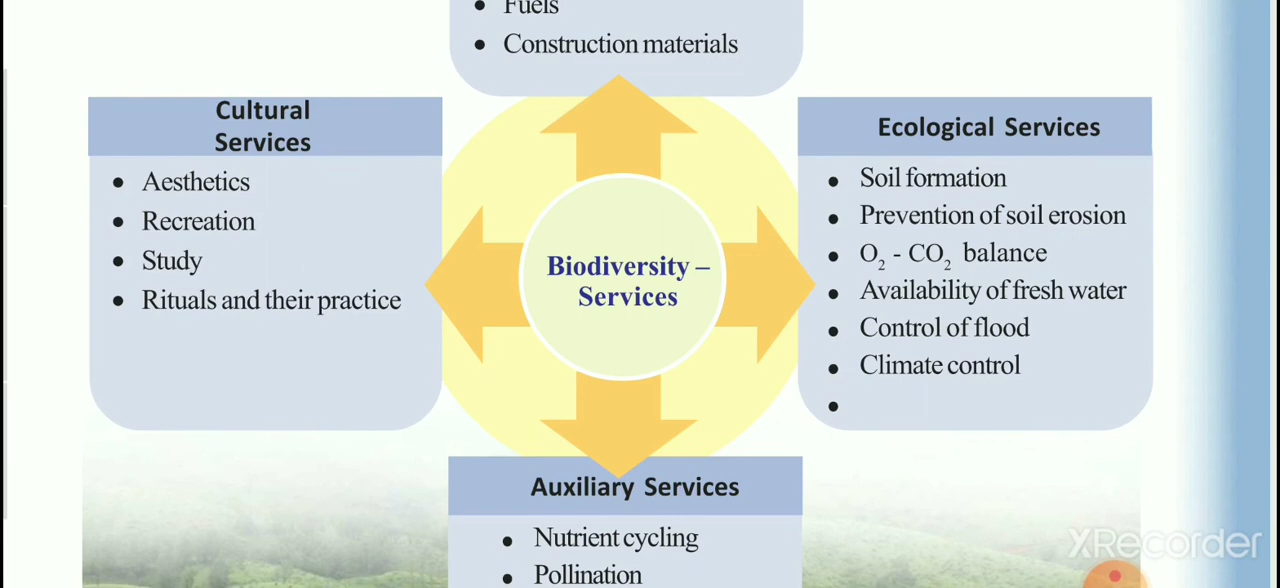 • Fuels
• Construction materials
Cultural
Services
• Aesthetics
• Recreation
• Study
• Rituals and their practice
Biodiversity –
Services
Ecological Services
• Soil formation
• Prevention of soil erosion
• O₂ - CO₂ balance
• Availability of fresh water
• Control of flood
• Climate control
•
Auxiliary Services
• Nutrient cycling
• Pollination
XRecorder